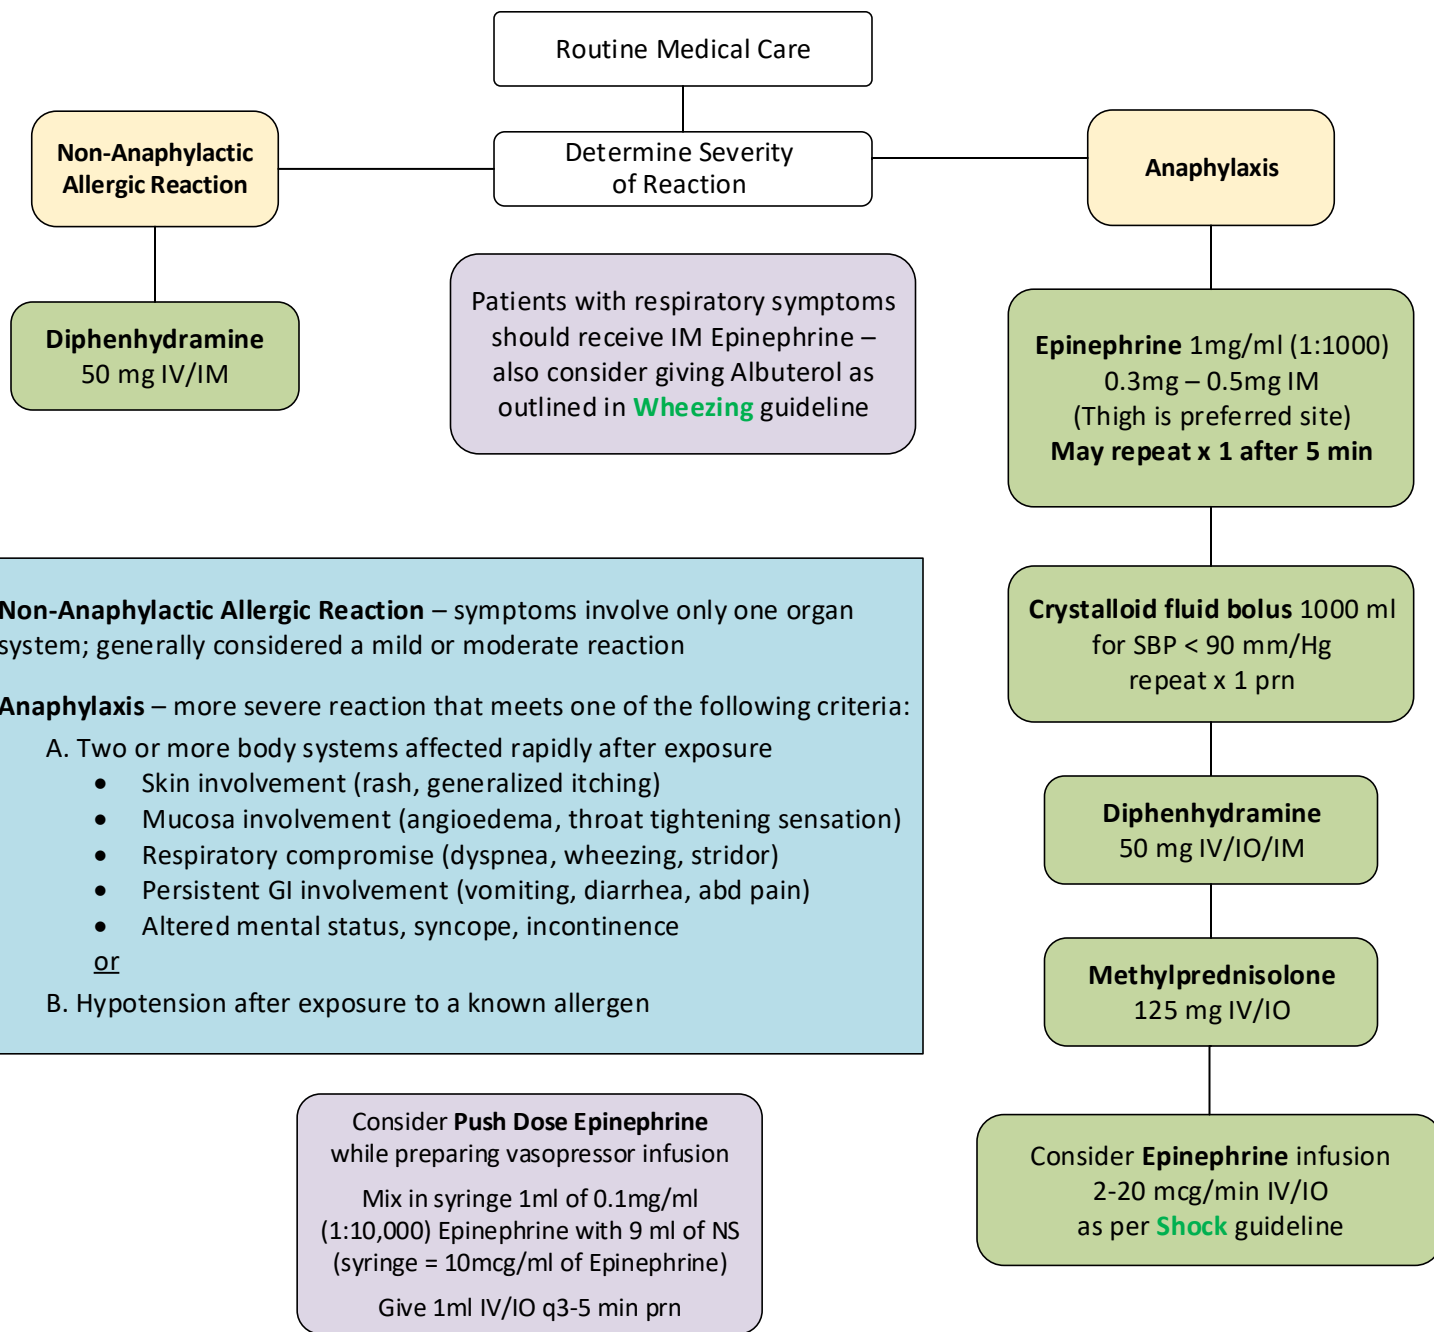 Routine Medical Care
Non-Anaphylactic
Allergic Reaction
Determine Severity
of Reaction
Anaphylaxis
Diphenhydramine
50 mg IV/IM
Patients with respiratory symptoms
should receive IM Epinephrine –
also consider giving Albuterol as
outlined in Wheezing guideline
Epinephrine 1mg/ml (1:1000)
0.3mg – 0.5mg IM
(Thigh is preferred site)
May repeat x 1 after 5 min
Non-Anaphylactic Allergic Reaction – symptoms involve only one organ
system; generally considered a mild or moderate reaction
Anaphylaxis – more severe reaction that meets one of the following criteria:
A. Two or more body systems affected rapidly after exposure
• Skin involvement (rash, generalized itching)
• Mucosa involvement (angioedema, throat tightening sensation)
• Respiratory compromise (dyspnea, wheezing, stridor)
• Persistent GI involvement (vomiting, diarrhea, abd pain)
• Altered mental status, syncope, incontinence
or
B. Hypotension after exposure to a known allergen
Crystalloid fluid bolus 1000 ml
for SBP < 90 mm/Hg
repeat x 1 prn
Diphenhydramine
50 mg IV/IO/IM
Methylprednisolone
125 mg IV/IO
Consider Push Dose Epinephrine
while preparing vasopressor infusion
Mix in syringe 1ml of 0.1mg/ml
(1:10,000) Epinephrine with 9 ml of NS
(syringe = 10mcg/ml of Epinephrine)
Give 1ml IV/IO q3-5 min prn
Consider Epinephrine infusion
2-20 mcg/min IV/IO
as per Shock guideline